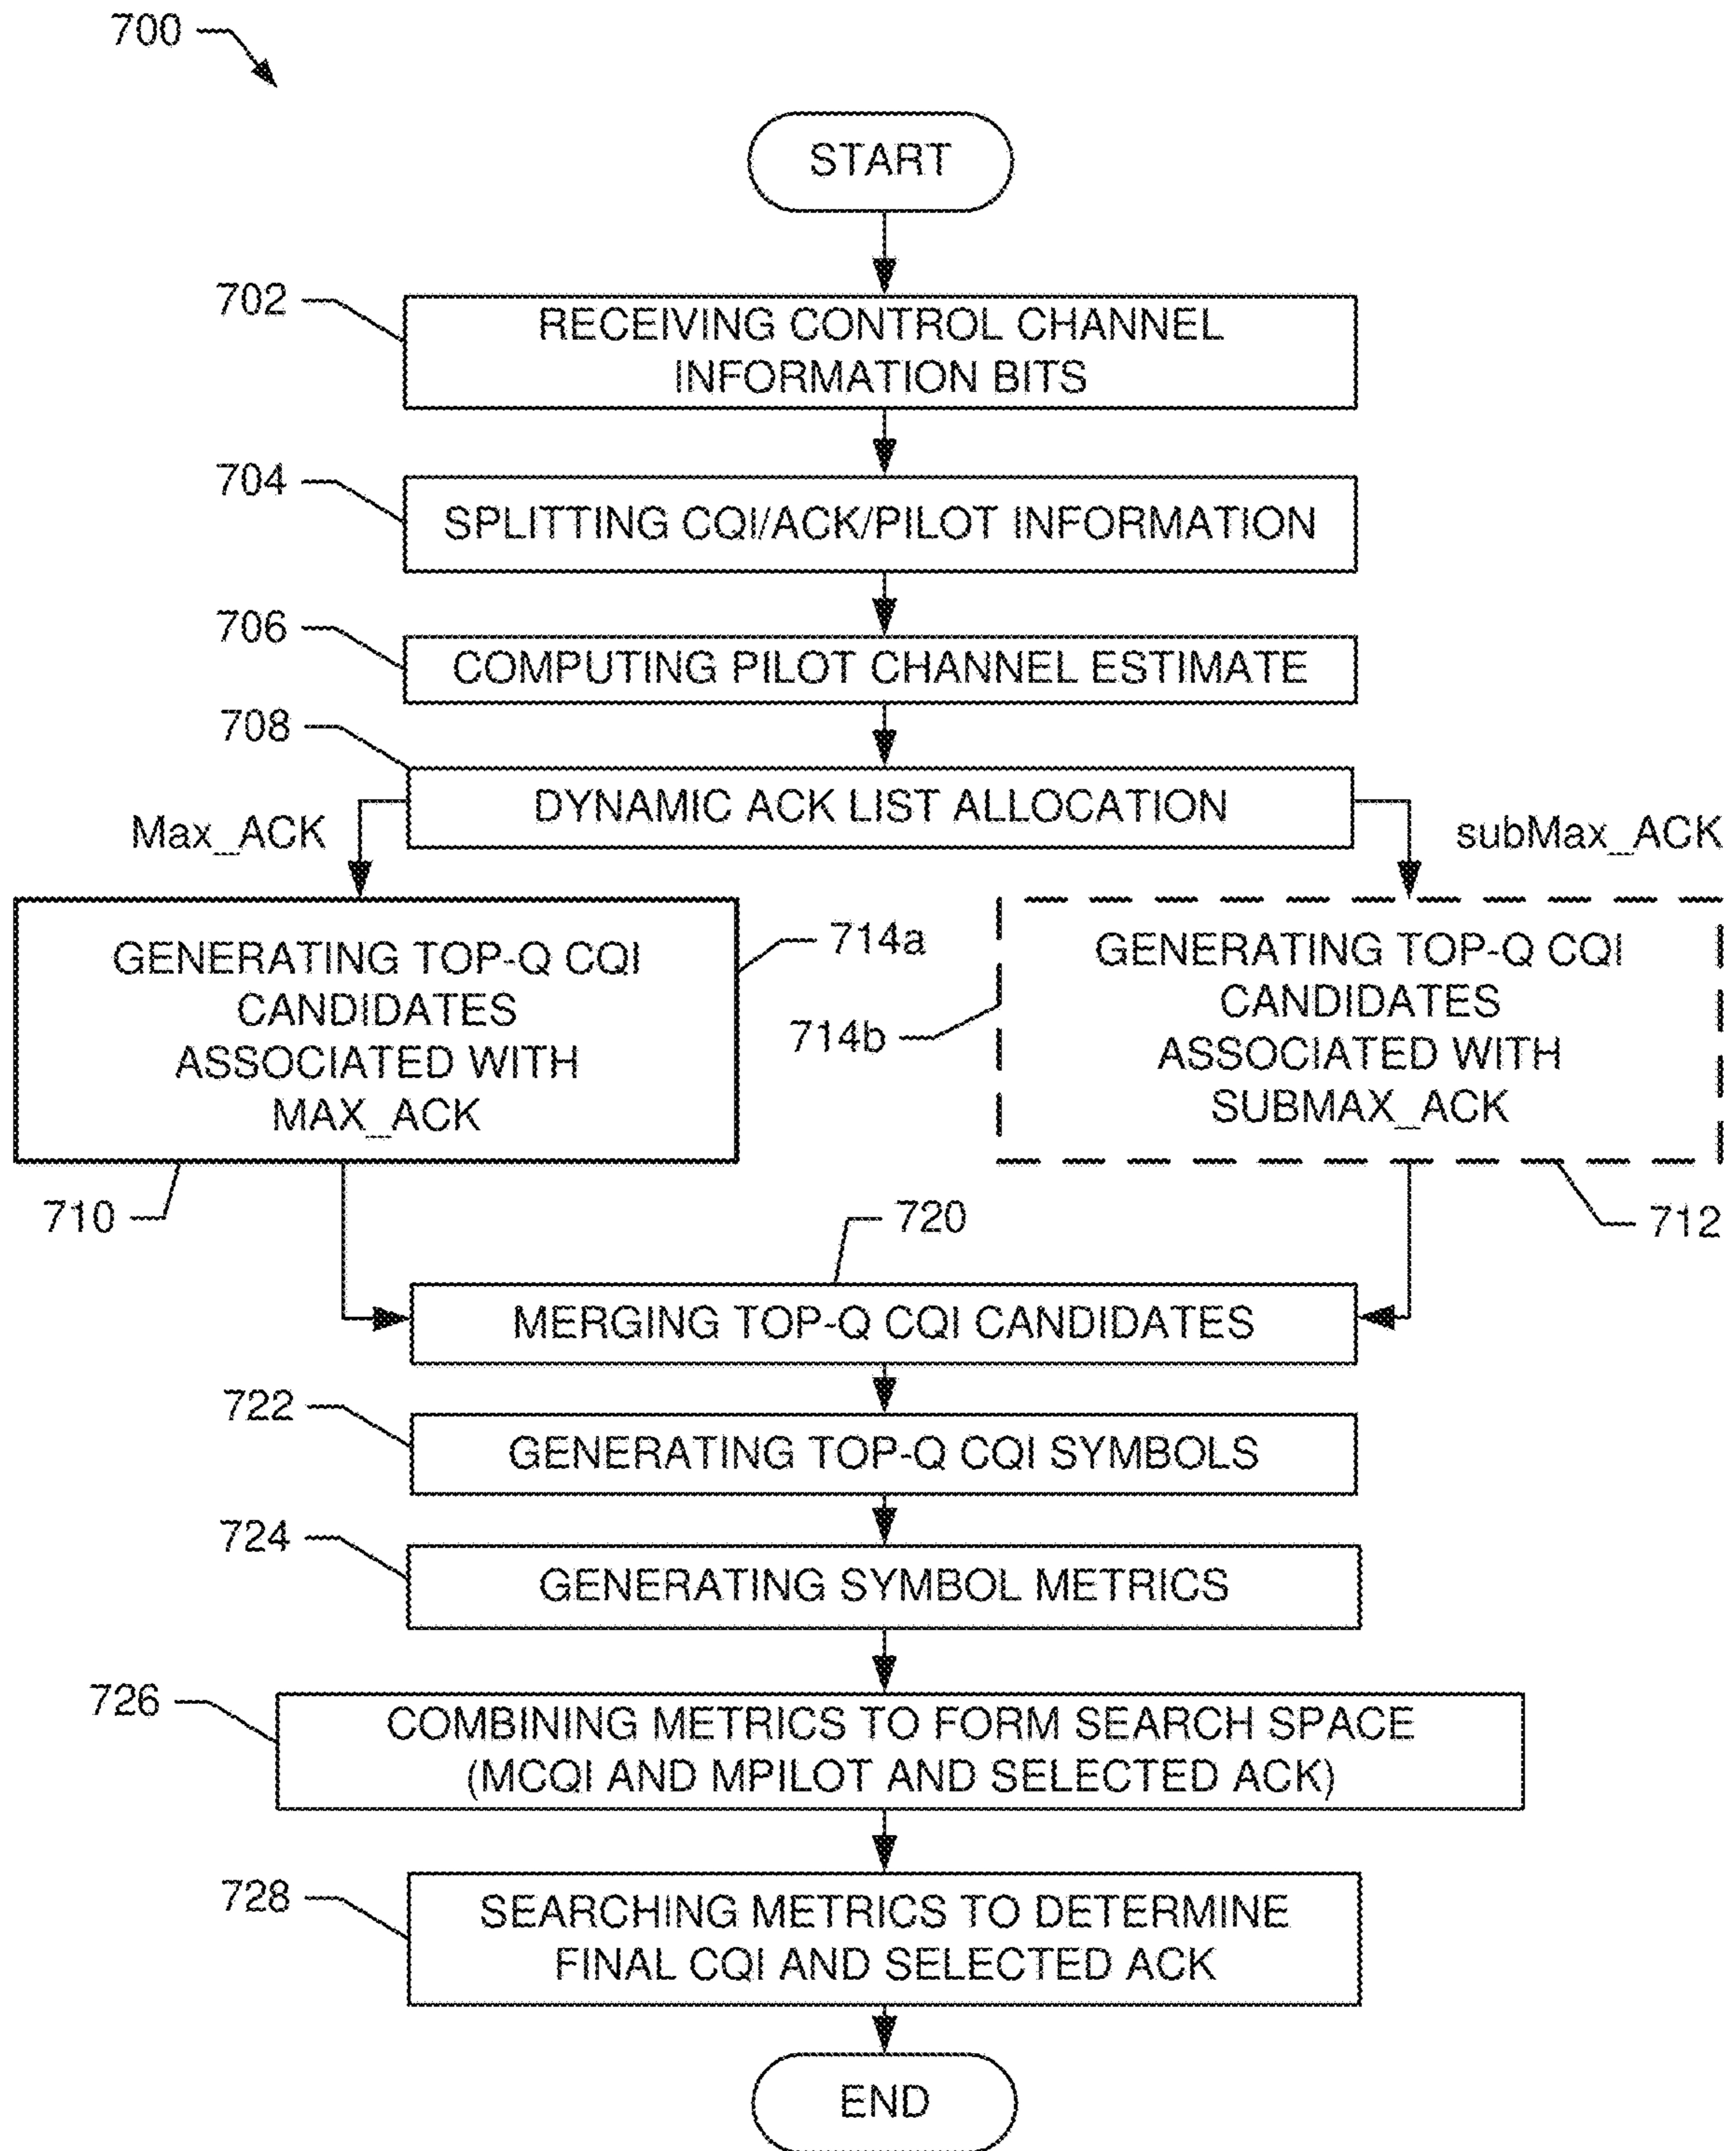 700
START
702
RECEIVING CONTROL CHANNEL
INFORMATION BITS
704
SPLITTING CQI/ACK/PILOT INFORMATION
706
COMPUTING PILOT CHANNEL ESTIMATE
708
DYNAMIC ACK LIST ALLOCATION
Max_ACK
subMax_ACK
GENERATING TOP-Q CQI
CANDIDATES
ASSOCIATED WITH
MAX_ACK
714a
714b
GENERATING TOP-Q CQI
CANDIDATES
ASSOCIATED WITH
SUBMAX_ACK
710
712
720
MERGING TOP-Q CQI CANDIDATES
722
GENERATING TOP-Q CQI SYMBOLS
724
GENERATING SYMBOL METRICS
726
COMBINING METRICS TO FORM SEARCH SPACE
(MCQI AND MPILOT AND SELECTED ACK)
728
SEARCHING METRICS TO DETERMINE
FINAL CQI AND SELECTED ACK
END